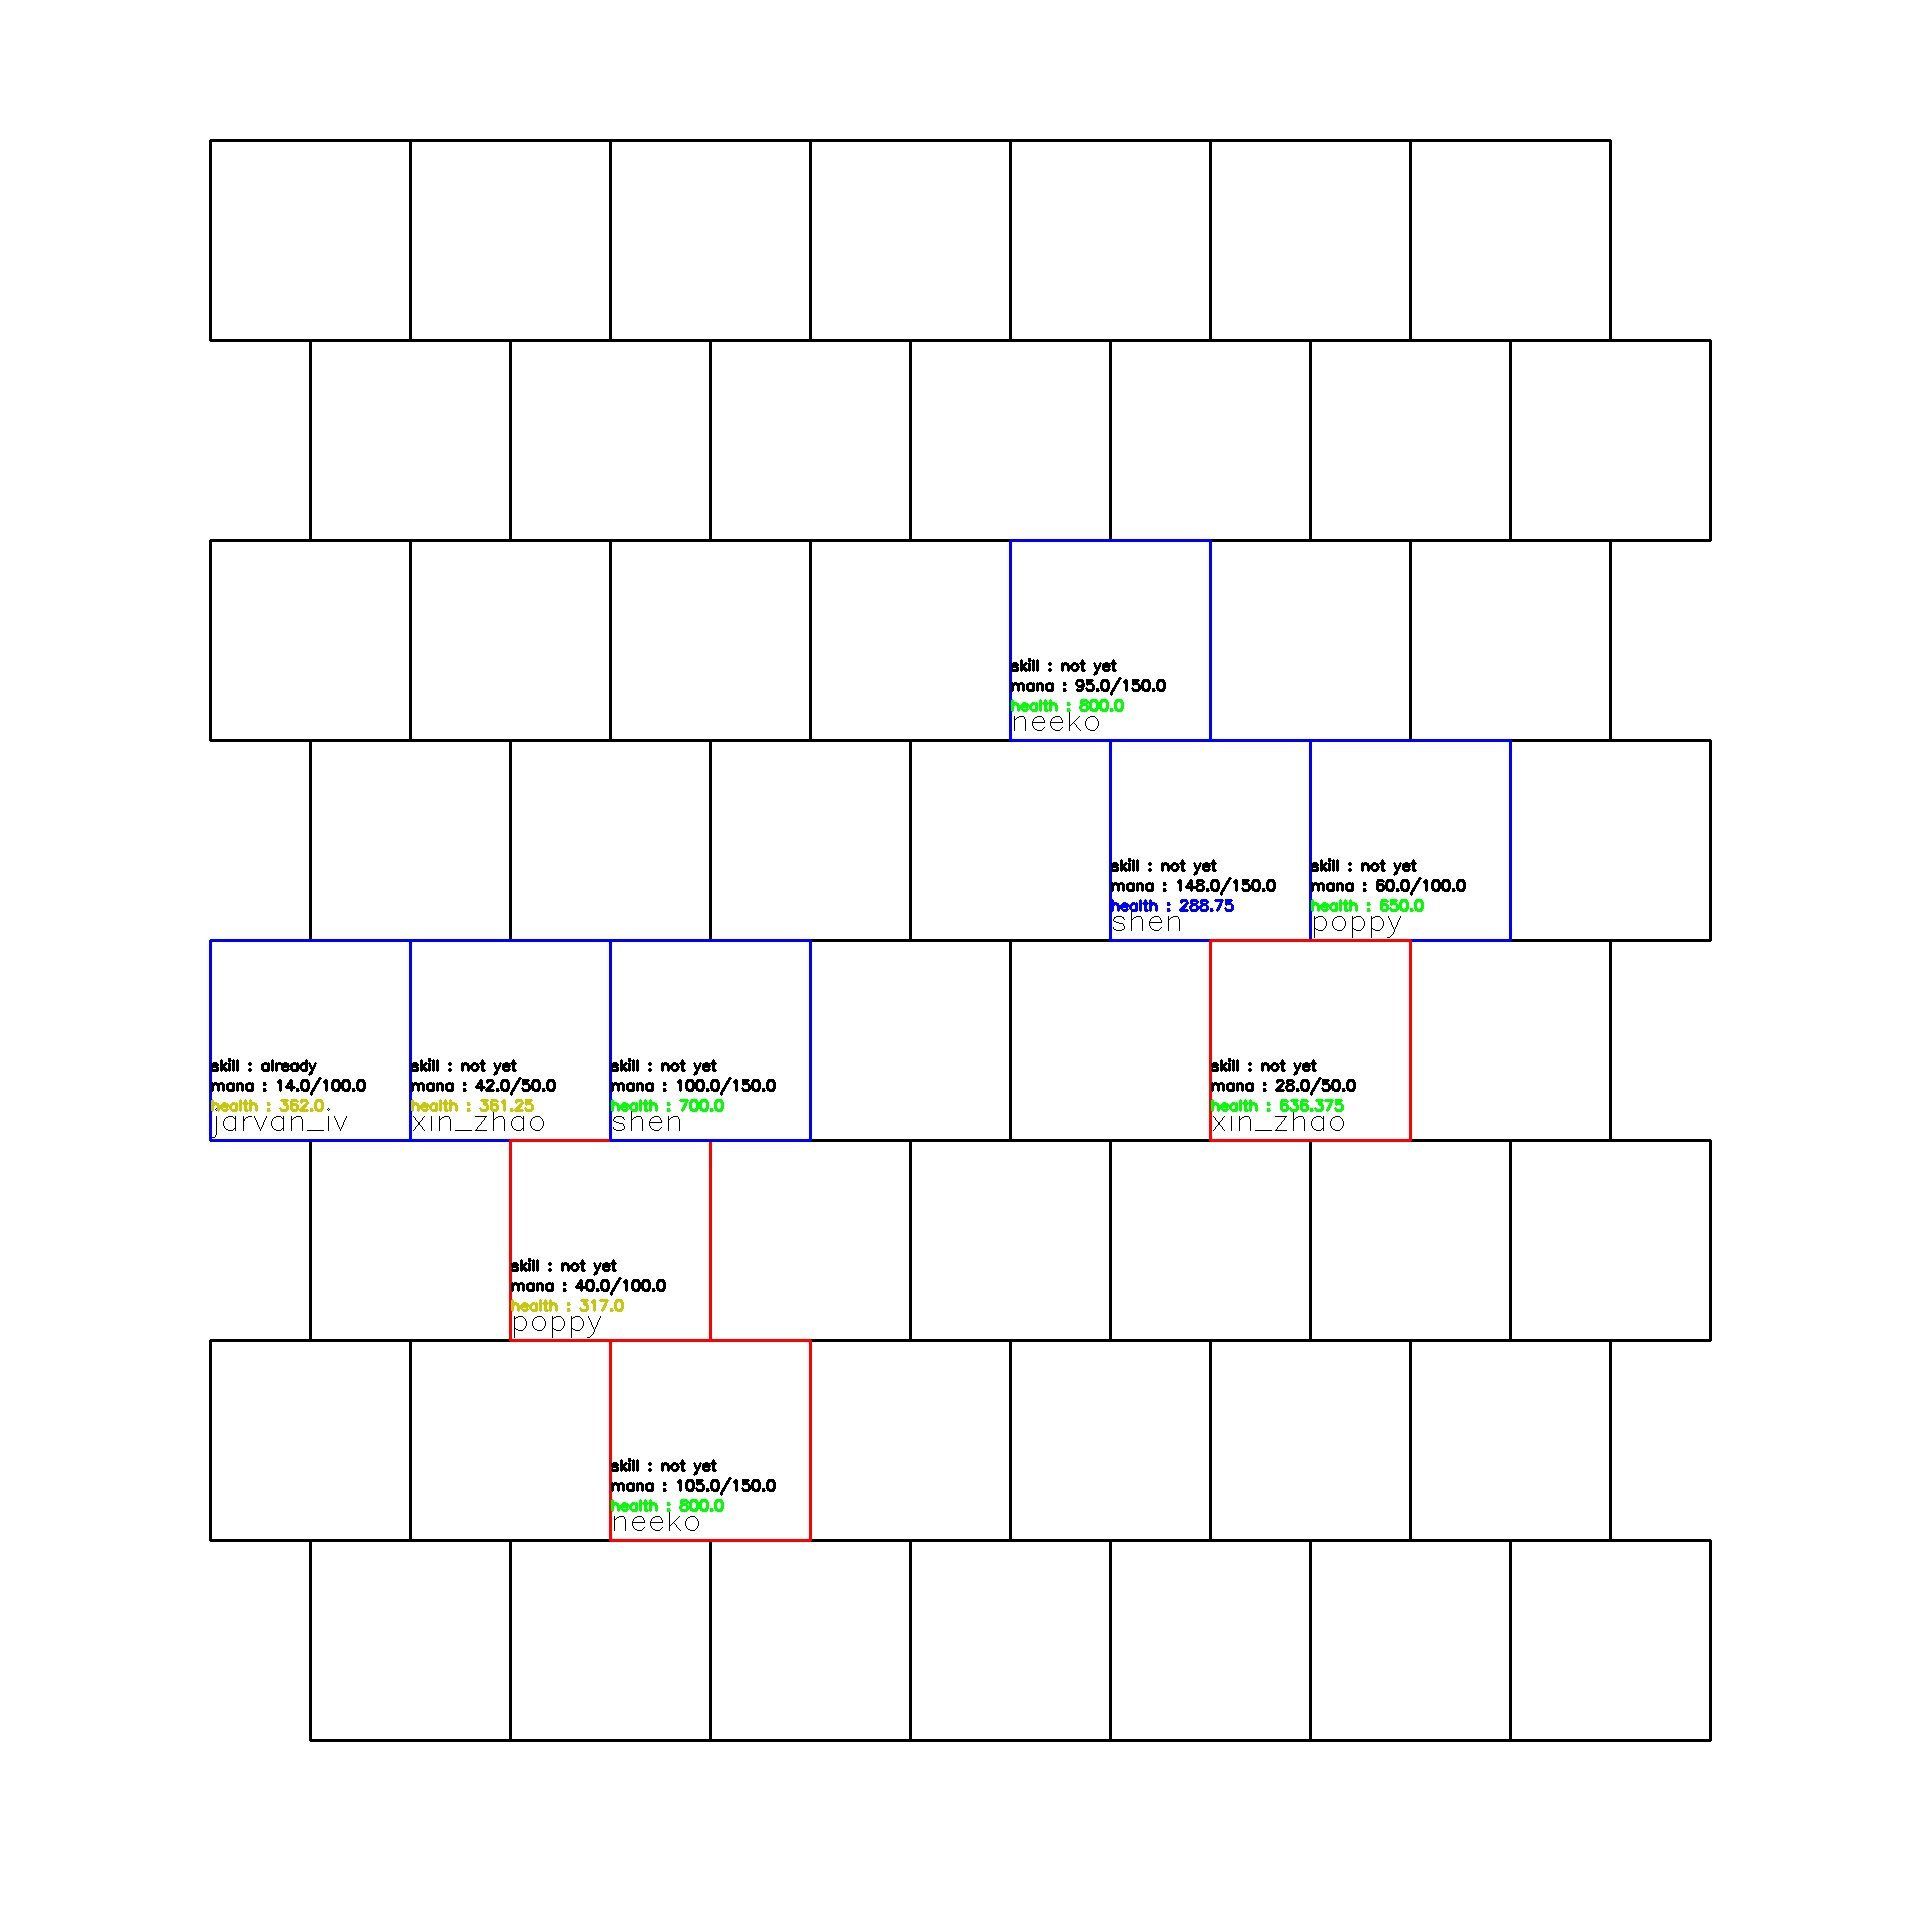 skill : not yet
mana : 95.0/150.0
health : 800.0
neeko
skill : not yet
mana : 148.0/150.0
health : 288.75
shen
skill : not yet
mana : 60.0/100.0
health : 650.0
poppy
skill : already
mana : 14.0/100.0
health : 362.0
jarvan_iv
skill : not yet
mana : 42.0/50.0
health : 361.25
xin_zhao
skill : not yet
mana : 100.0/150.0
health : 700.0
shen
skill : not yet
mana : 28.0/50.0
health : 636.375
xin_zhao
skill : not yet
mana : 40.0/100.0
health : 317.0
poppy
skill : not yet
mana : 105.0/150.0
health : 800.0
neeko